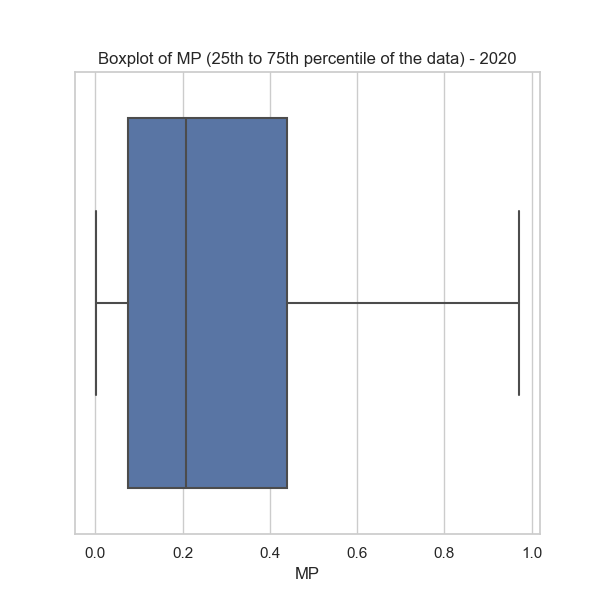 Boxplot of MP (25th to 75th percentile of the data) - 2020
0.0 0.2 0.4 0.6 0.8 1.0
MP